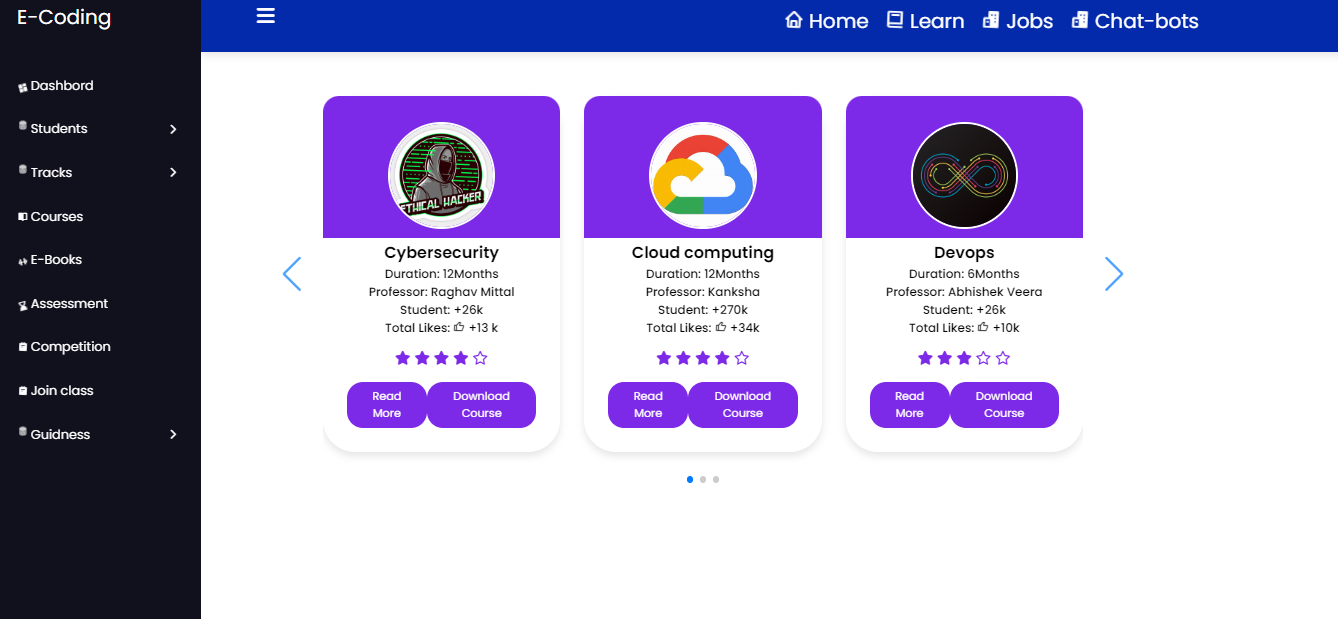 E-Coding
Home Learn Jobs Chat-bots
Dashbord
Students
Tracks
Courses
E-Books
Assessment
Competition
Join class
Guidness
ETHICAL HACKER
Cybersecurity
Duration: 12Months
Professor: Raghav Mittal
Student: +26k
Total Likes: +13 k
Read
More
Download
Course
Cloud computing
Duration: 12Months
Professor: Kanksha
Student: +270k
Total Likes: +34k
Read
More
Download
Course
Devops
Duration: 6Months
Professor: Abhishek Veera
Student: +26k
Total Likes: +10k
Read
More
Download
Course